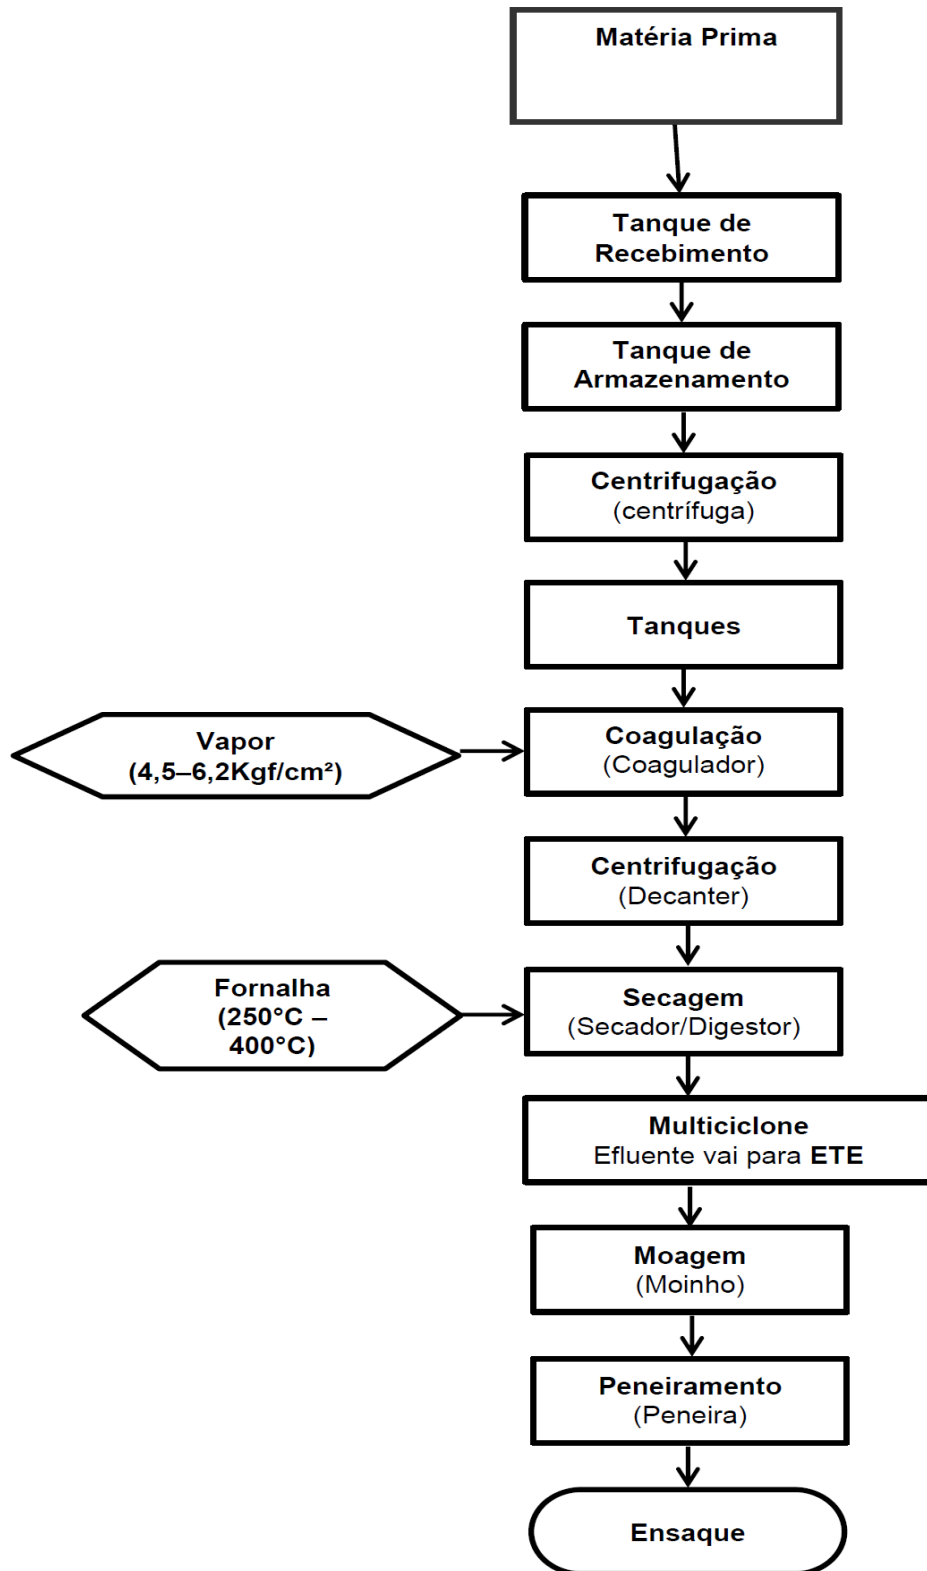 Matéria Prima
Tanque de
Recebimento
Tanque de
Armazenamento
Centrifugação
(centrífuga)
Tanques
Vapor
(4,5–6,2Kgf/cm²)
Coagulação
(Coagulador)
Centrifugação
(Decanter)
Fornalha
(250°C –
400°C)
Secagem
(Secador/Digestor)
Multiciclone
Efluente vai para ETE
Moagem
(Moinho)
Peneiramento
(Peneira)
Ensaque